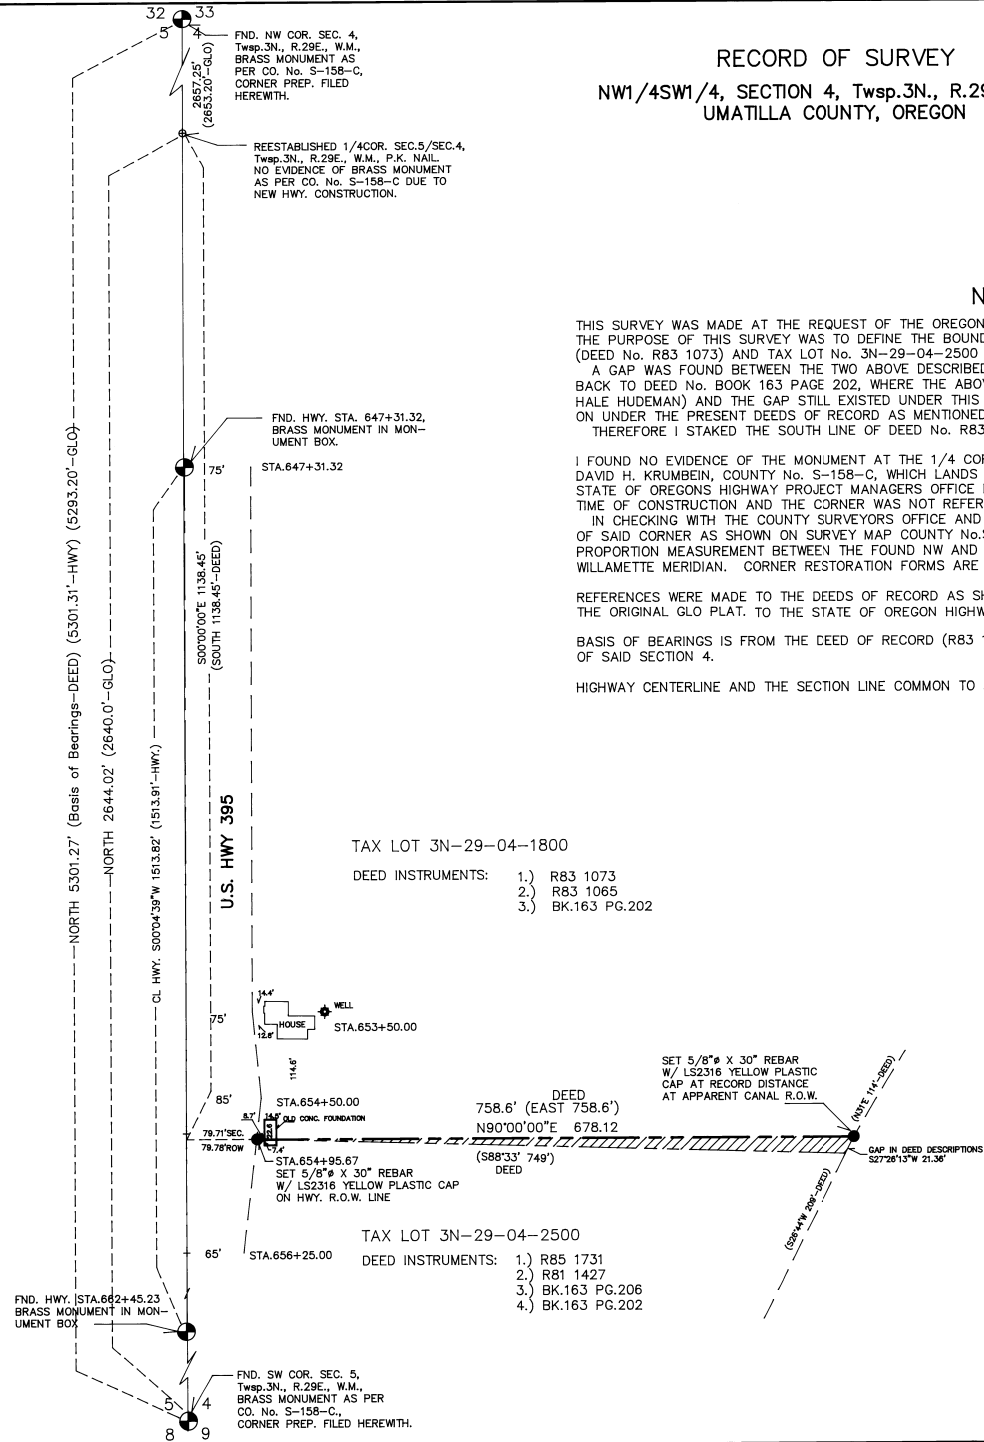 32 33
5 4
FND. NW COR. SEC. 4,
Twsp.3N., R.29E., W.M.,
BRASS MONUMENT AS
PER CO. No. S-158-C,
CORNER PREP. FILED
HEREWITH.
2657.25'
(2653.20'-GLO)
REESTABLISHED 1/4COR. SEC.5/SEC.4,
Twsp.3N., R.29E., W.M., P.K. NAIL.
NO EVIDENCE OF BRASS MONUMENT
AS PER CO. No. S-158-C DUE TO
NEW HWY. CONSTRUCTION.
RECORD OF SURVEY
NW1/4SW1/4, SECTION 4, Twsp.3N., R.29
UMATILLA COUNTY, OREGON
N
THIS SURVEY WAS MADE AT THE REQUEST OF THE OREGON
THE PURPOSE OF THIS SURVEY WAS TO DEFINE THE BOUND
(DEED No. R83 1073) AND TAX LOT No. 3N-29-04-2500
A GAP WAS FOUND BETWEEN THE TWO ABOVE DESCRIBED
BACK TO DEED No. BOOK 163 PAGE 202, WHERE THE ABOV
HALE HUDEMAN) AND THE GAP STILL EXISTED UNDER THIS
ON UNDER THE PRESENT DEEDS OF RECORD AS MENTIONED
THEREFORE I STAKED THE SOUTH LINE OF DEED No. R83
I FOUND NO EVIDENCE OF THE MONUMENT AT THE 1/4 COR
DAVID H. KRUMBEIN, COUNTY No. S-158-C, WHICH LANDS
STATE OF OREGONS HIGHWAY PROJECT MANAGERS OFFICE
TIME OF CONSTRUCTION AND THE CORNER WAS NOT REFER
IN CHECKING WITH THE COUNTY SURVEYORS OFFICE AND
OF SAID CORNER AS SHOWN ON SURVEY MAP COUNTY No.S
PROPORTION MEASUREMENT BETWEEN THE FOUND NW AND
WILLAMETTE MERIDIAN. CORNER RESTORATION FORMS ARE
REFERENCES WERE MADE TO THE DEEDS OF RECORD AS SH
THE ORIGINAL GLO PLAT. TO THE STATE OF OREGON HIGHW
BASIS OF BEARINGS IS FROM THE DEED OF RECORD (R83 1
OF SAID SECTION 4.
HIGHWAY CENTERLINE AND THE SECTION LINE COMMON TO
FND. HWY. STA. 647+31.32,
BRASS MONUMENT IN MON-
UMENT BOX.
75' STA.647+31.32
NORTH 5301.27' (Basis of Bearings-DEED) (5301.31'-HWY) (5293.20'-GLO)
NORTH 2644.02' (2640.0'-GLO)
CL HWY. S00°04'39"W 1513.82' (1513.91'-HWY.)
S00°00'00"E 1138.45'
(SOUTH 1138.45'-DEED)
U.S. HWY 395
TAX LOT 3N-29-04-1800
DEED INSTRUMENTS: 1.) R83 1073
2.) R83 1065
3.) BK.163 PG.202
14.4'
WELL
HOUSE
75' STA.653+50.00
12.8'
114.6'
85' STA.654+50.00
8.7' 14.5' OLD CONC. FOUNDATION
22.6
7.4'
79.71'SEC.
79.78'ROW
STA.654+95.67
SET 5/8"ø X 30" REBAR
W/ LS2316 YELLOW PLASTIC CAP
ON HWY. R.O.W. LINE
DEED
758.6' (EAST 758.6')
N90°00'00"E 678.12
(S88°33' 749')
DEED
SET 5/8"ø X 30" REBAR
W/ LS2316 YELLOW PLASTIC
CAP AT RECORD DISTANCE
AT APPARENT CANAL R.O.W.
(N31°E 114'-DEED)
GAP IN DEED DESCRIPTIONS
S27°26'13"W 21.36'
(S26°44'W 209'-DEED)
TAX LOT 3N-29-04-2500
DEED INSTRUMENTS: 1.) R85 1731
2.) R81 1427
3.) BK.163 PG.206
4.) BK.163 PG.202
65' STA.656+25.00
FND. HWY. STA.662+45.23
BRASS MONUMENT IN MON-
UMENT BOX
FND. SW COR. SEC. 5,
Twsp.3N., R.29E., W.M.,
BRASS MONUMENT AS PER
CO. No. S-158-C.,
CORNER PREP. FILED HEREWITH.
5 4
8 9